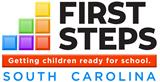 FIRST
STEPS
Getting children ready for school.
SOUTH CAROLINA